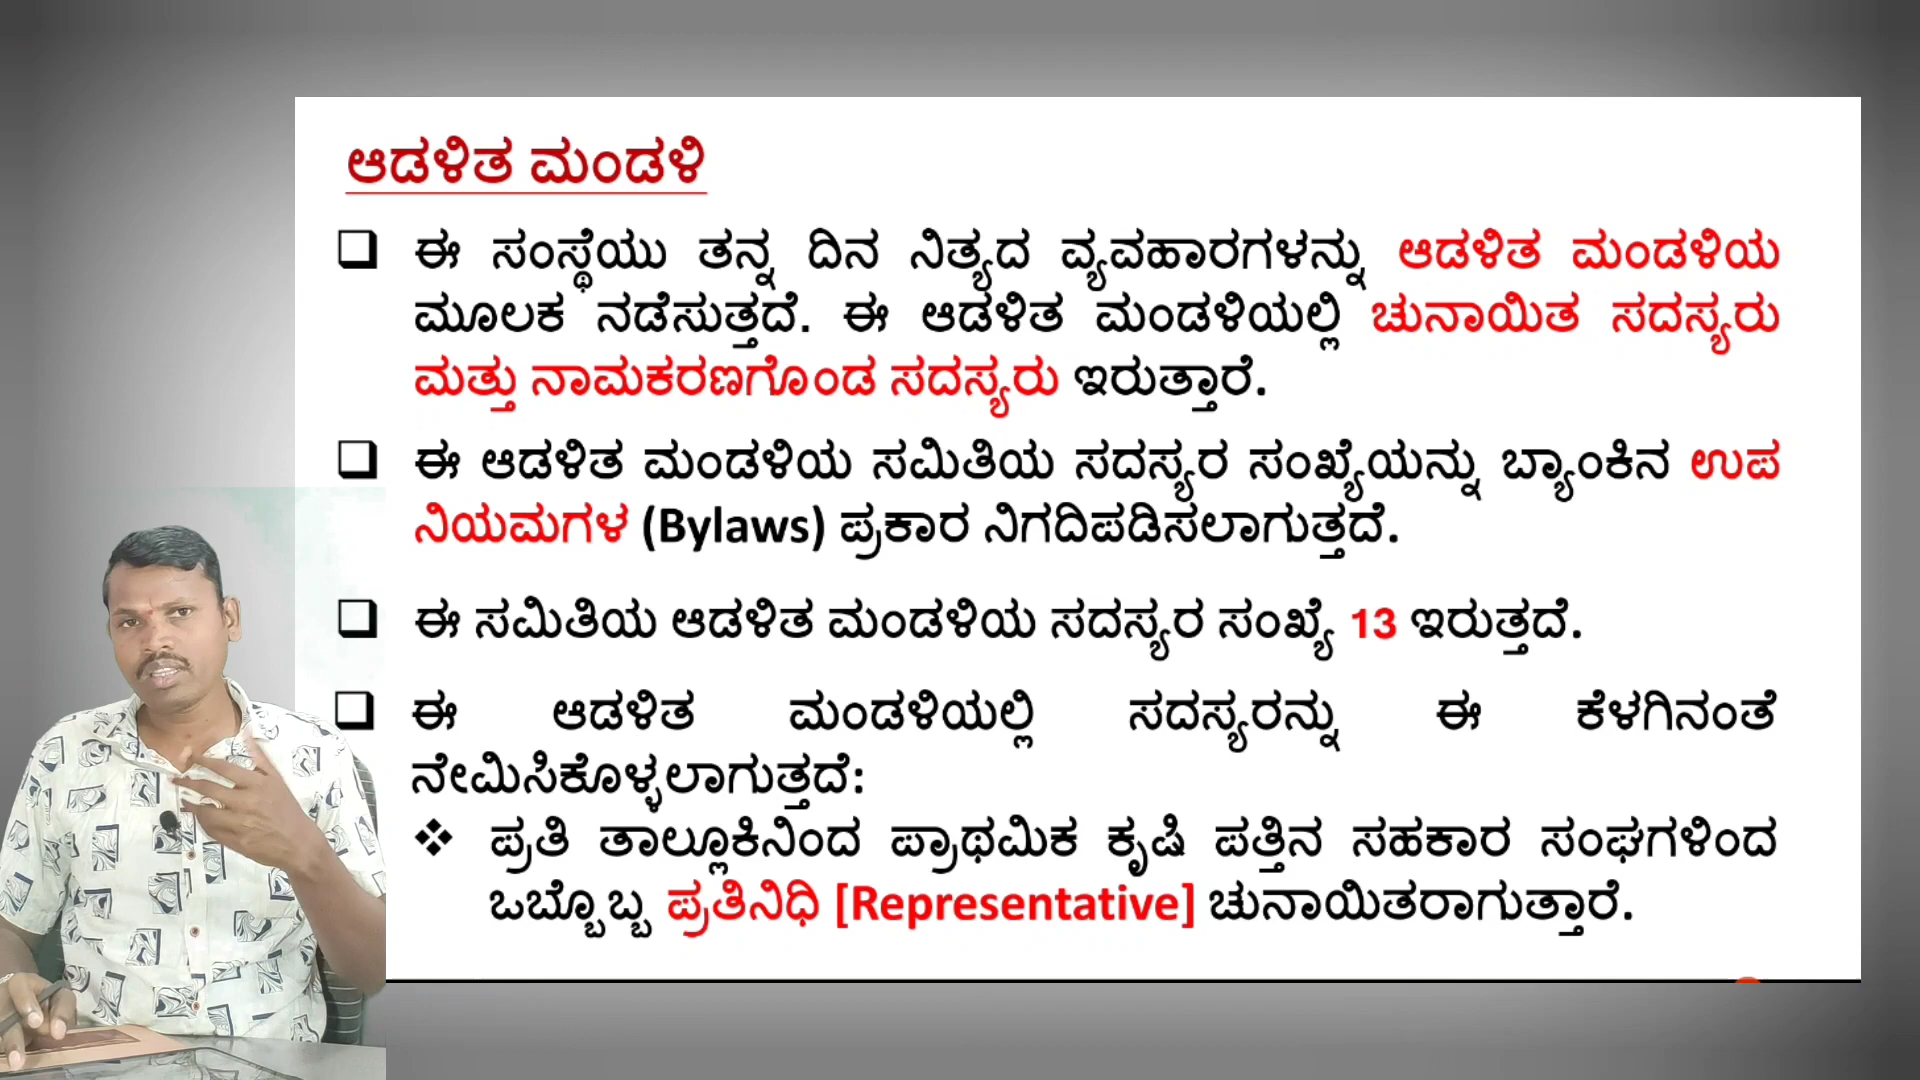 ಆಡಳಿತ ಮಂಡಳಿ
ಈ ಸಂಸ್ಥೆಯು ತನ್ನ ದಿನ ನಿತ್ಯದ ವ್ಯವಹಾರಗಳನ್ನು ಆಡಳಿತ ಮಂಡಳಿಯ
ಮೂಲಕ ನಡೆಸುತ್ತದೆ. ಈ ಆಡಳಿತ ಮಂಡಳಿಯಲ್ಲಿ ಚುನಾಯಿತ ಸದಸ್ಯರು
ಮತ್ತು ನಾಮಕರಣಗೊಂಡ ಸದಸ್ಯರು ಇರುತ್ತಾರೆ.
ಈ ಆಡಳಿತ ಮಂಡಳಿಯ ಸಮಿತಿಯ ಸದಸ್ಯರ ಸಂಖ್ಯೆಯನ್ನು ಬ್ಯಾಂಕಿನ ಉಪ
ನಿಯಮಗಳ (Bylaws) ಪ್ರಕಾರ ನಿಗದಿಪಡಿಸಲಾಗುತ್ತದೆ.
ಈ ಸಮಿತಿಯ ಆಡಳಿತ ಮಂಡಳಿಯ ಸದಸ್ಯರ ಸಂಖ್ಯೆ 13 ಇರುತ್ತದೆ.
ಈ ಆಡಳಿತ ಮಂಡಳಿಯಲ್ಲಿ ಸದಸ್ಯರನ್ನು ಈ ಕೆಳಗಿನಂತೆ
ನೇಮಿಸಿಕೊಳ್ಳಲಾಗುತ್ತದೆ:
ಪ್ರತಿ ತಾಲ್ಲೂಕಿನಿಂದ ಪ್ರಾಥಮಿಕ ಕೃಷಿ ಪತ್ತಿನ ಸಹಕಾರ ಸಂಘಗಳಿಂದ
ಒಬ್ಬೊಬ್ಬ ಪ್ರತಿನಿಧಿ [Representative] ಚುನಾಯಿತರಾಗುತ್ತಾರೆ.